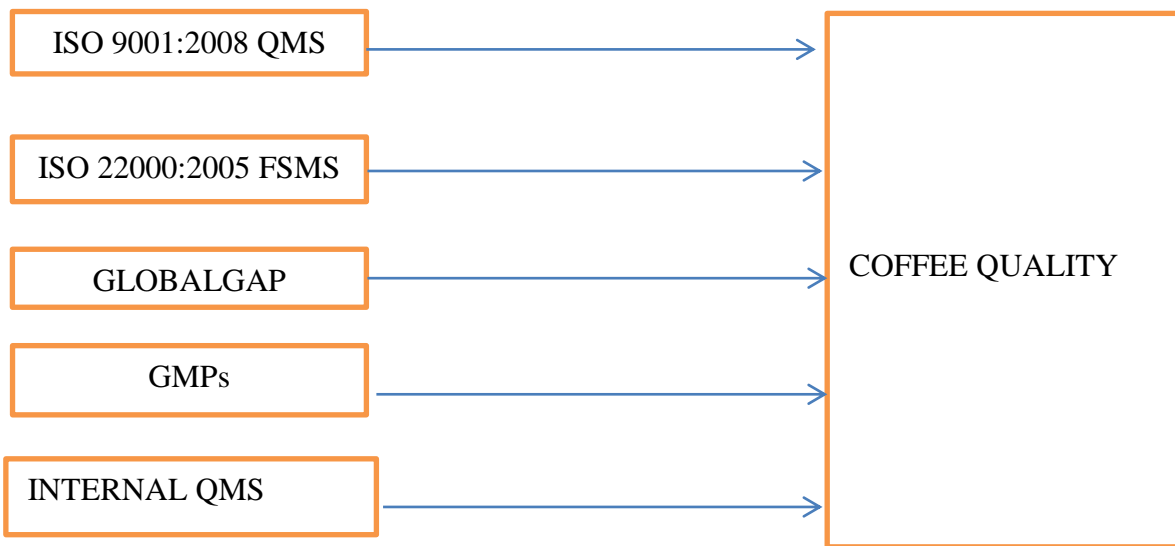 ISO 9001:2008 QMS
ISO 22000:2005 FSMS
GLOBALGAP
GMPs
INTERNAL QMS
COFFEE QUALITY